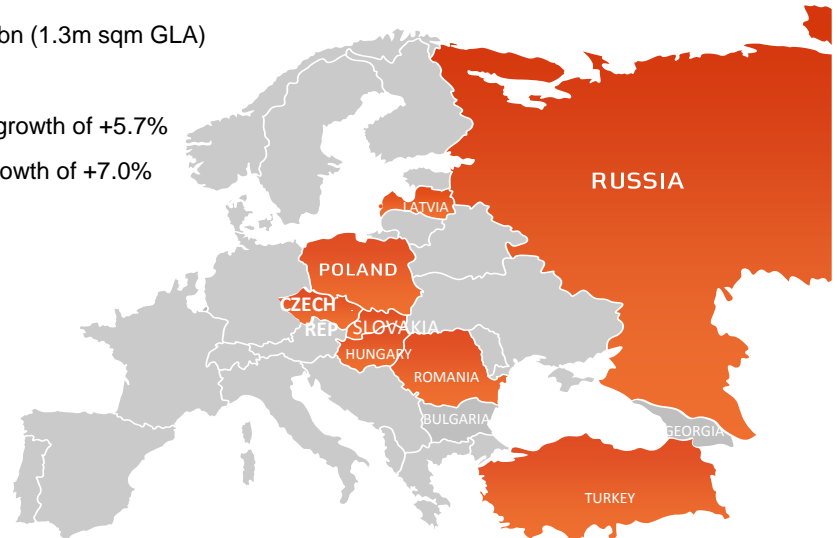 bn (1.3m sqm GLA)
growth of +5.7%
owth of +7.0%
RUSSIA
LATVIA
POLAND
CZECH
REP
SLOVAKIA
HUNGARY
ROMANIA
BULGARIA
GEORGIA
TURKEY